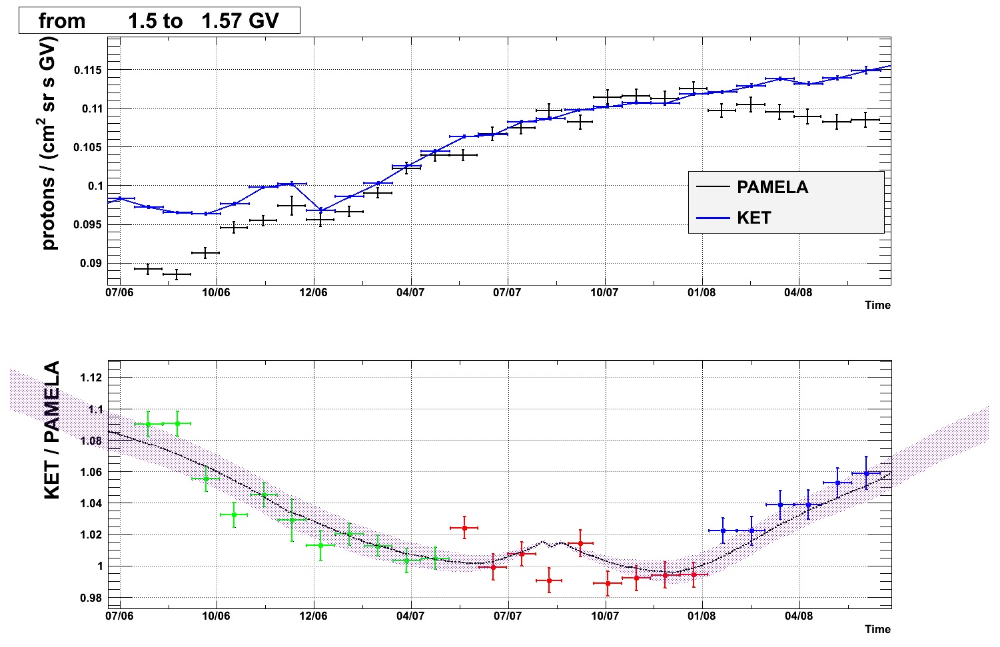 from 1.5 to 1.57 GV
protons / (cm² sr s GV)
0.115
0.11
0.105
0.1
0.095
0.09
07/06 10/06 12/06 04/07 07/07 10/07 01/08 04/08
Time
PAMELA
KET
KET / PAMELA
1.12
1.1
1.08
1.06
1.04
1.02
1
0.98
07/06 10/06 12/06 04/07 07/07 10/07 01/08 04/08
Time